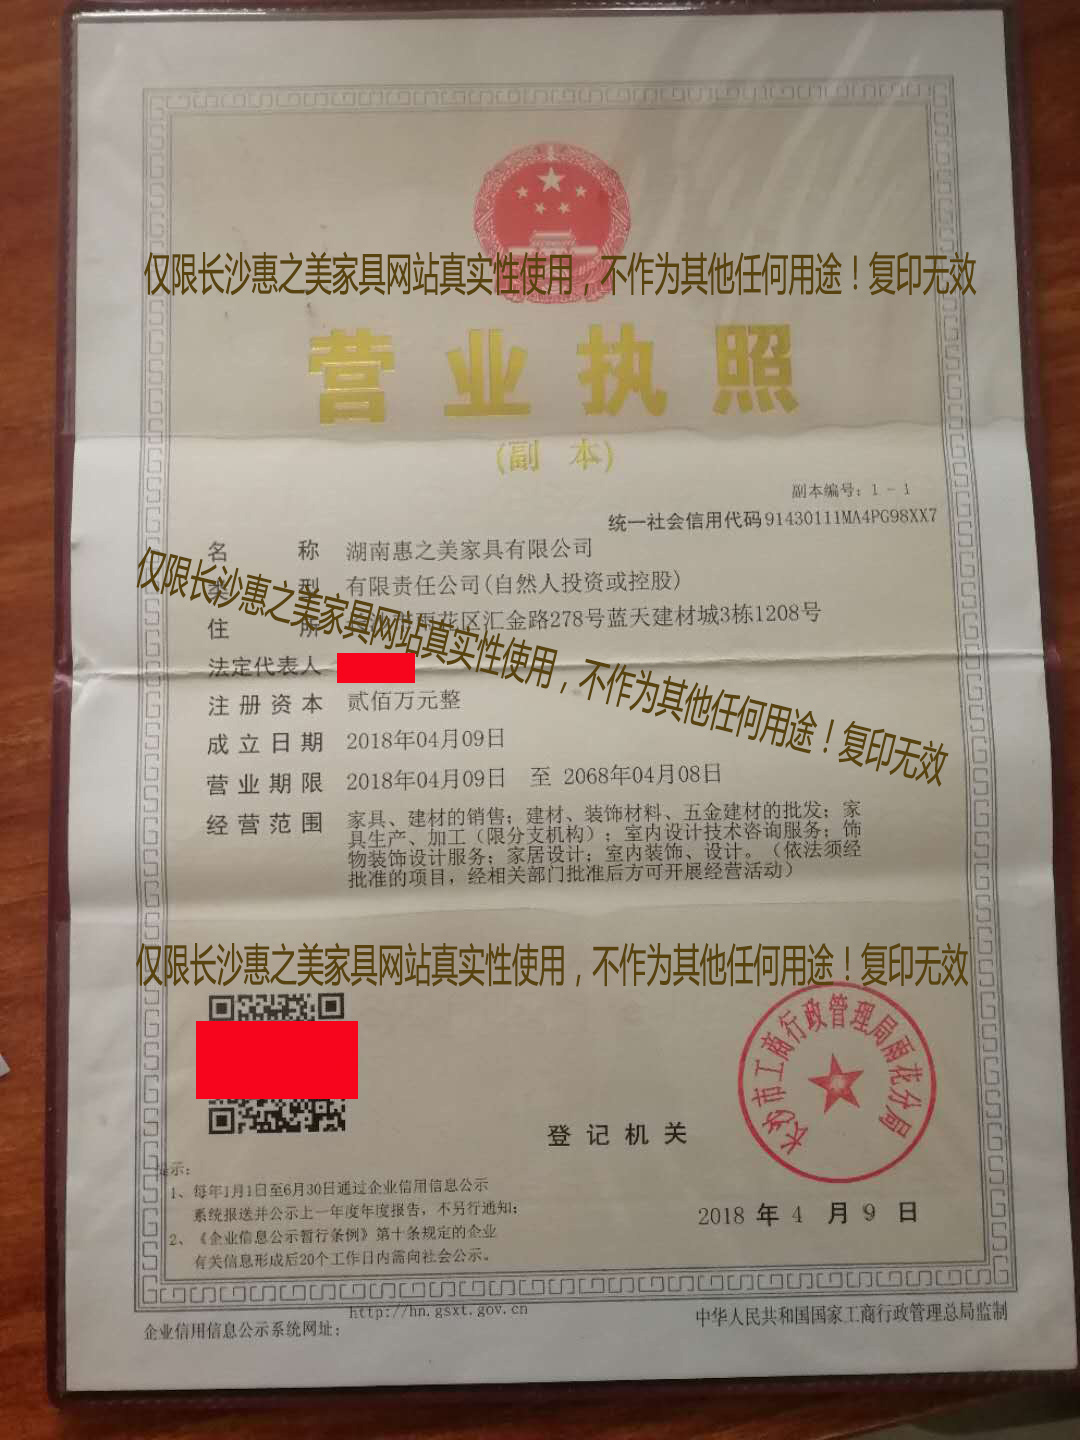 仅限长沙惠之美家具网站真实性使用，不作为其他任何用途！复印无效
营业执照
(副 本)
副本编号：1-1
统一社会信用代码 91430111MA4PG98XX7
名称 湖南惠之美家具有限公司
类型 有限责任公司(自然人投资或控股)
仅限长沙惠之美家具网站真实性使用，不作为其他任何用途！复印无效
住所 雨花区汇金路278号蓝天建材城3栋1208号
法定代表人
注册资本 贰佰万元整
成立日期 2018年04月09日
营业期限 2018年04月09日 至 2068年04月08日
经营范围 家具、建材的销售；建材、装饰材料、五金建材的批发；家
具生产、加工（限分支机构）；室内设计技术咨询服务；饰
物装饰设计服务；家居设计；室内装饰、设计。（依法须经
批准的项目，经相关部门批准后方可开展经营活动）
仅限长沙惠之美家具网站真实性使用，不作为其他任何用途！复印无效
长沙市工商行政管理局雨花分局
登记机关
2018 年 4 月 9 日
提示：
1、每年1月1日至6月30日通过企业信用信息公示
系统报送并公示上一年度年度报告，不另行通知；
2、《企业信息公示暂行条例》第十条规定的企业
有关信息形成后20个工作日内需向社会公示。
http://hn.gsxt.gov.cn
企业信用信息公示系统网址：
中华人民共和国国家工商行政管理总局监制